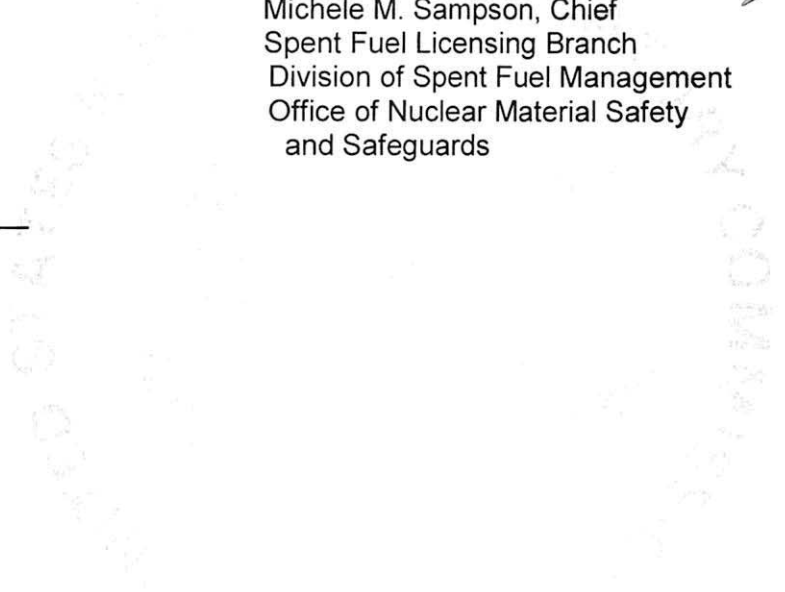 Michele M. Sampson, Chief
Spent Fuel Licensing Branch
Division of Spent Fuel Management
Office of Nuclear Material Safety
and Safeguards